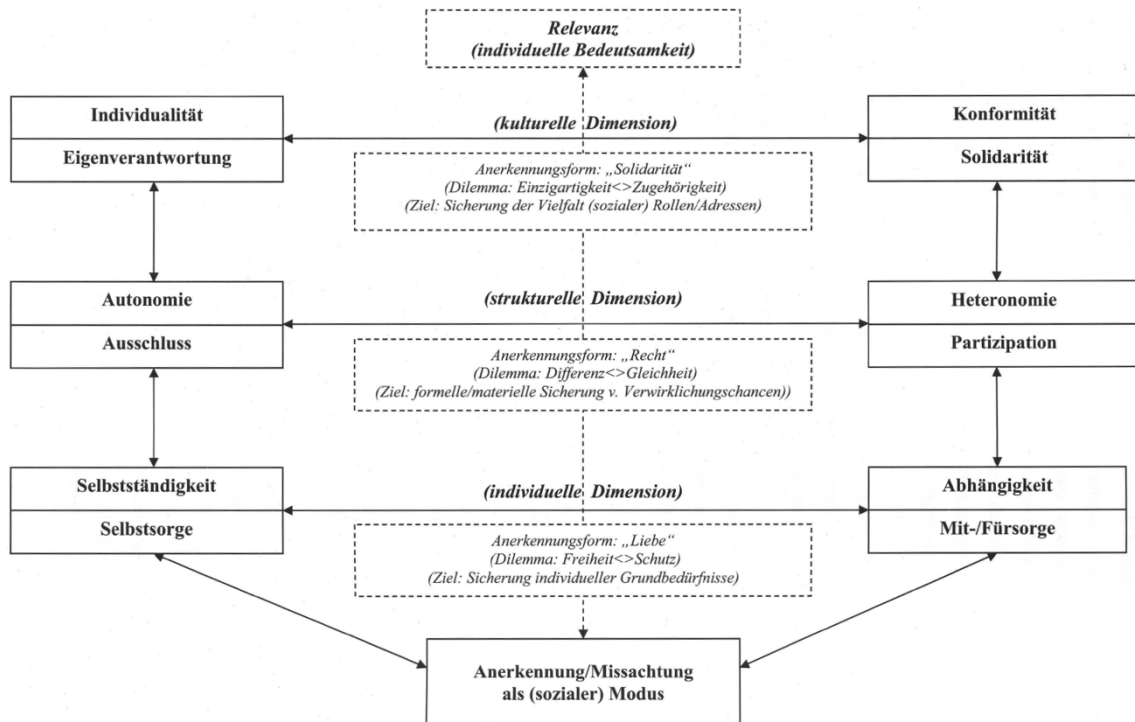 Relevanz
(individuelle Bedeutsamkeit)
Individualität
Eigenverantwortung
(kulturelle Dimension)
Konformität
Solidarität
Anerkennungsform: „Solidarität“
(Dilemma: Einzigartigkeit<>Zugehörigkeit)
(Ziel: Sicherung der Vielfalt (sozialer) Rollen/Adressen)
Autonomie
Ausschluss
(strukturelle Dimension)
Heteronomie
Partizipation
Anerkennungsform: „Recht“
(Dilemma: Differenz<>Gleichheit)
(Ziel: formelle/materielle Sicherung v. Verwirklichungschancen))
Selbstständigkeit
Selbstsorge
(individuelle Dimension)
Abhängigkeit
Mit-/Fürsorge
Anerkennungsform: „Liebe“
(Dilemma: Freiheit<>Schutz)
(Ziel: Sicherung individueller Grundbedürfnisse)
Anerkennung/Missachtung
als (sozialer) Modus